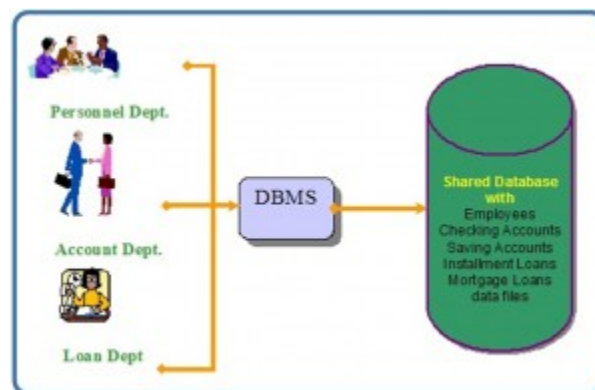 Personnel Dept.
Account Dept.
Loan Dept
DBMS
Shared Database
with
Employees
Checking Accounts
Saving Accounts
Installment Loans
Mortgage Loans
data files